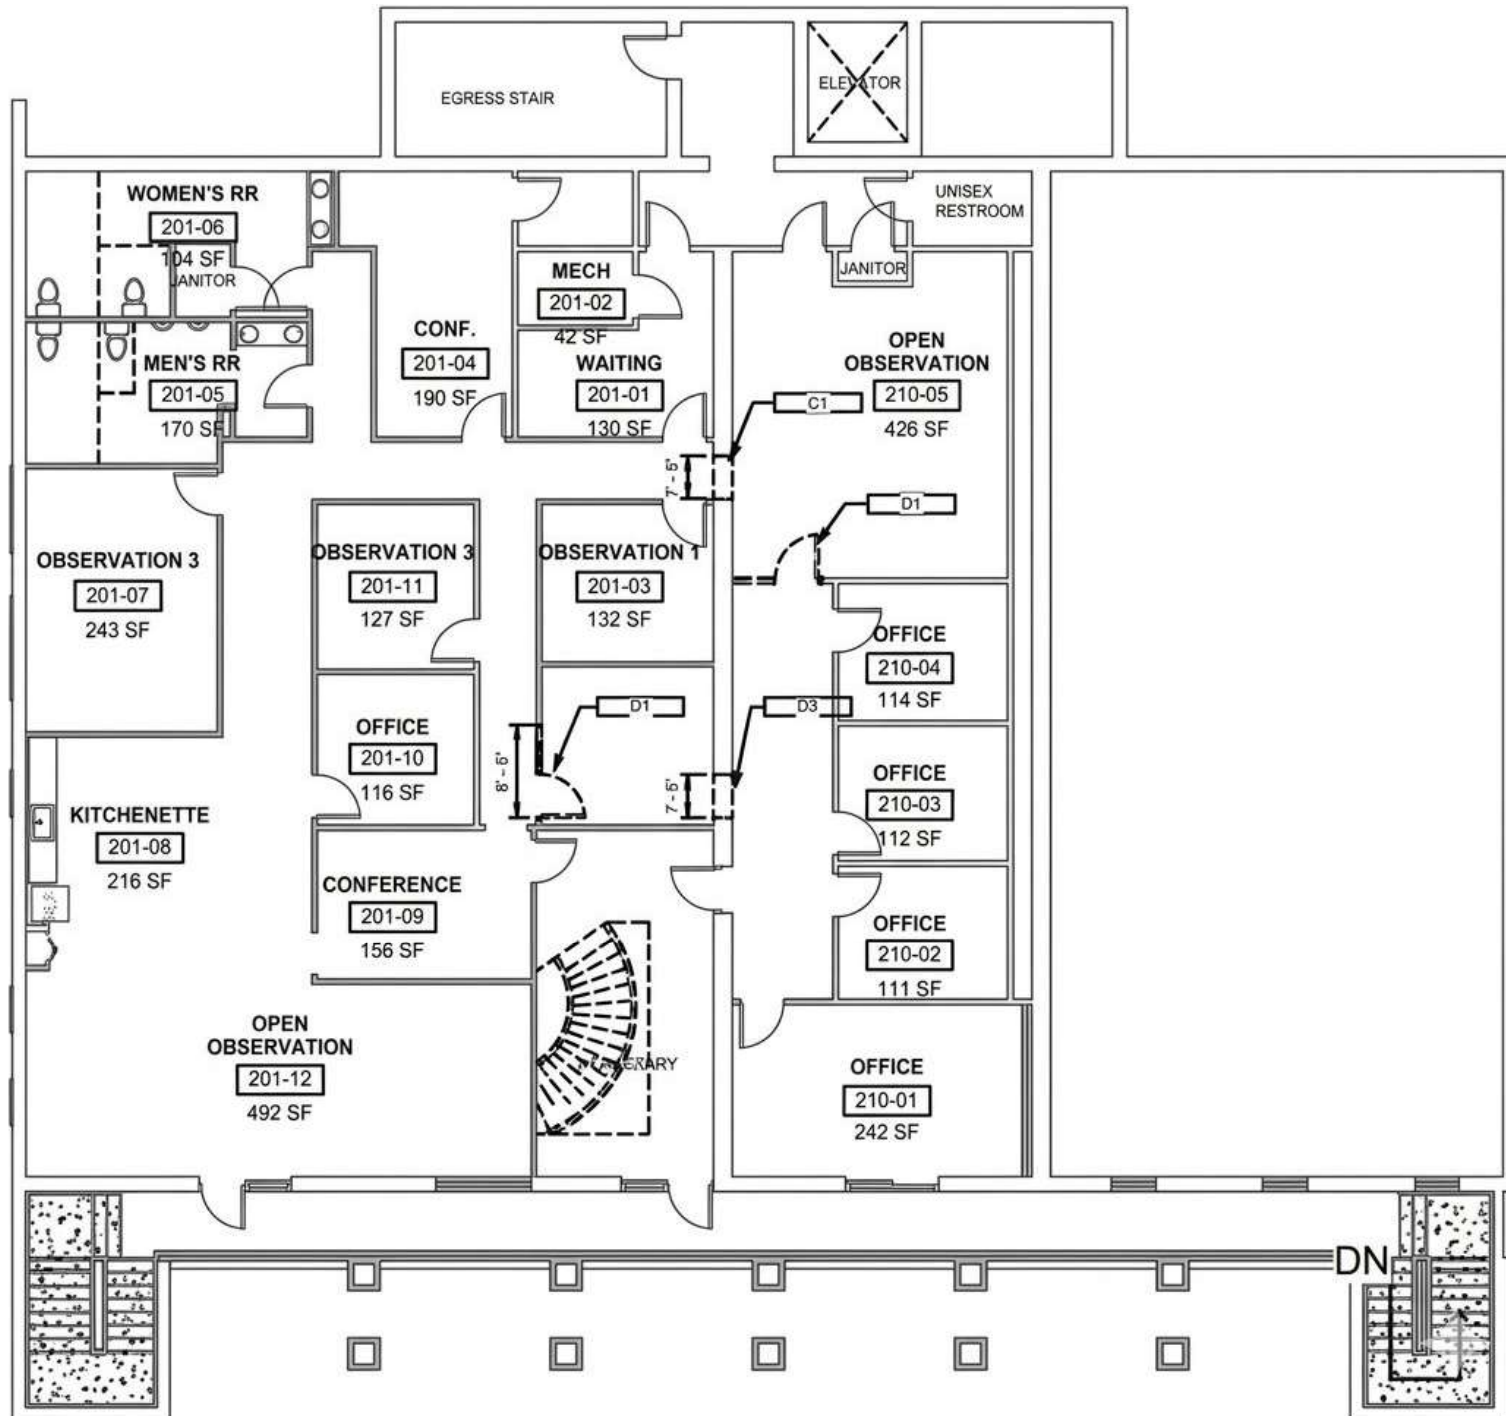 EGRESS STAIR
ELEVATOR
WOMEN'S RR
201-06
104 SF
JANITOR
UNISEX
RESTROOM
MECH
201-02
42 SF
JANITOR
CONF.
201-04
190 SF
WAITING
201-01
130 SF
OPEN
OBSERVATION
210-05
426 SF
MEN'S RR
201-05
170 SF
C1
7' - 5"
D1
OBSERVATION 3
201-07
243 SF
OBSERVATION 3
201-11
127 SF
OBSERVATION 1
201-03
132 SF
OFFICE
210-04
114 SF
OFFICE
201-10
116 SF
D1
D3
OFFICE
210-03
112 SF
KITCHENETTE
201-08
216 SF
CONFERENCE
201-09
156 SF
OFFICE
210-02
111 SF
OPEN
OBSERVATION
201-12
492 SF
OFFICE
210-01
242 SF
DN